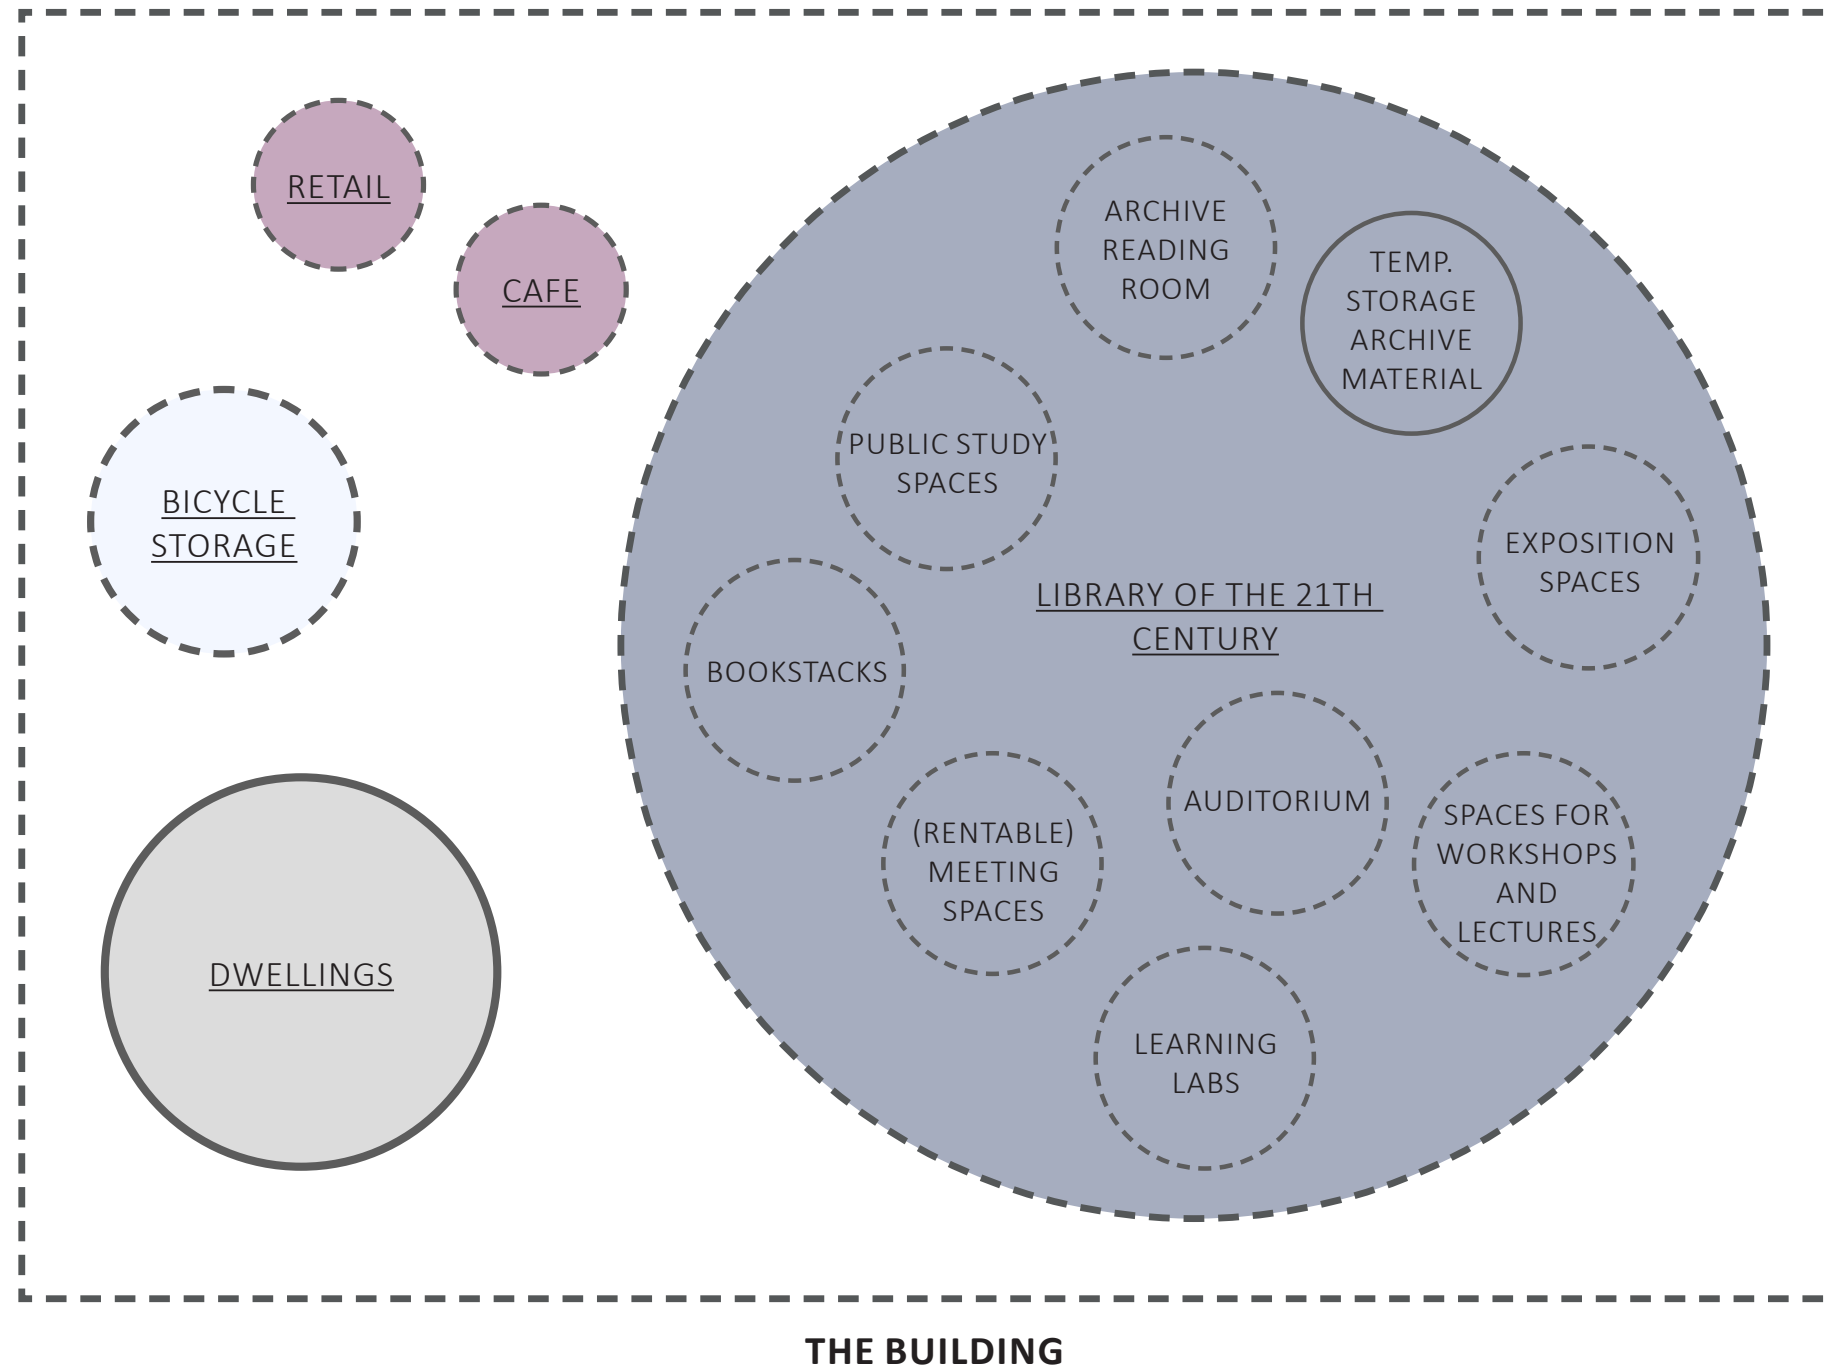 RETAIL
CAFE
BICYCLE
STORAGE
DWELLINGS
ARCHIVE
READING
ROOM
TEMP.
STORAGE
ARCHIVE
MATERIAL
PUBLIC STUDY
SPACES
EXPOSITION
SPACES
LIBRARY OF THE 21TH
CENTURY
BOOKSTACKS
AUDITORIUM
(RENTABLE)
MEETING
SPACES
SPACES FOR
WORKSHOPS
AND
LECTURES
LEARNING
LABS
THE BUILDING